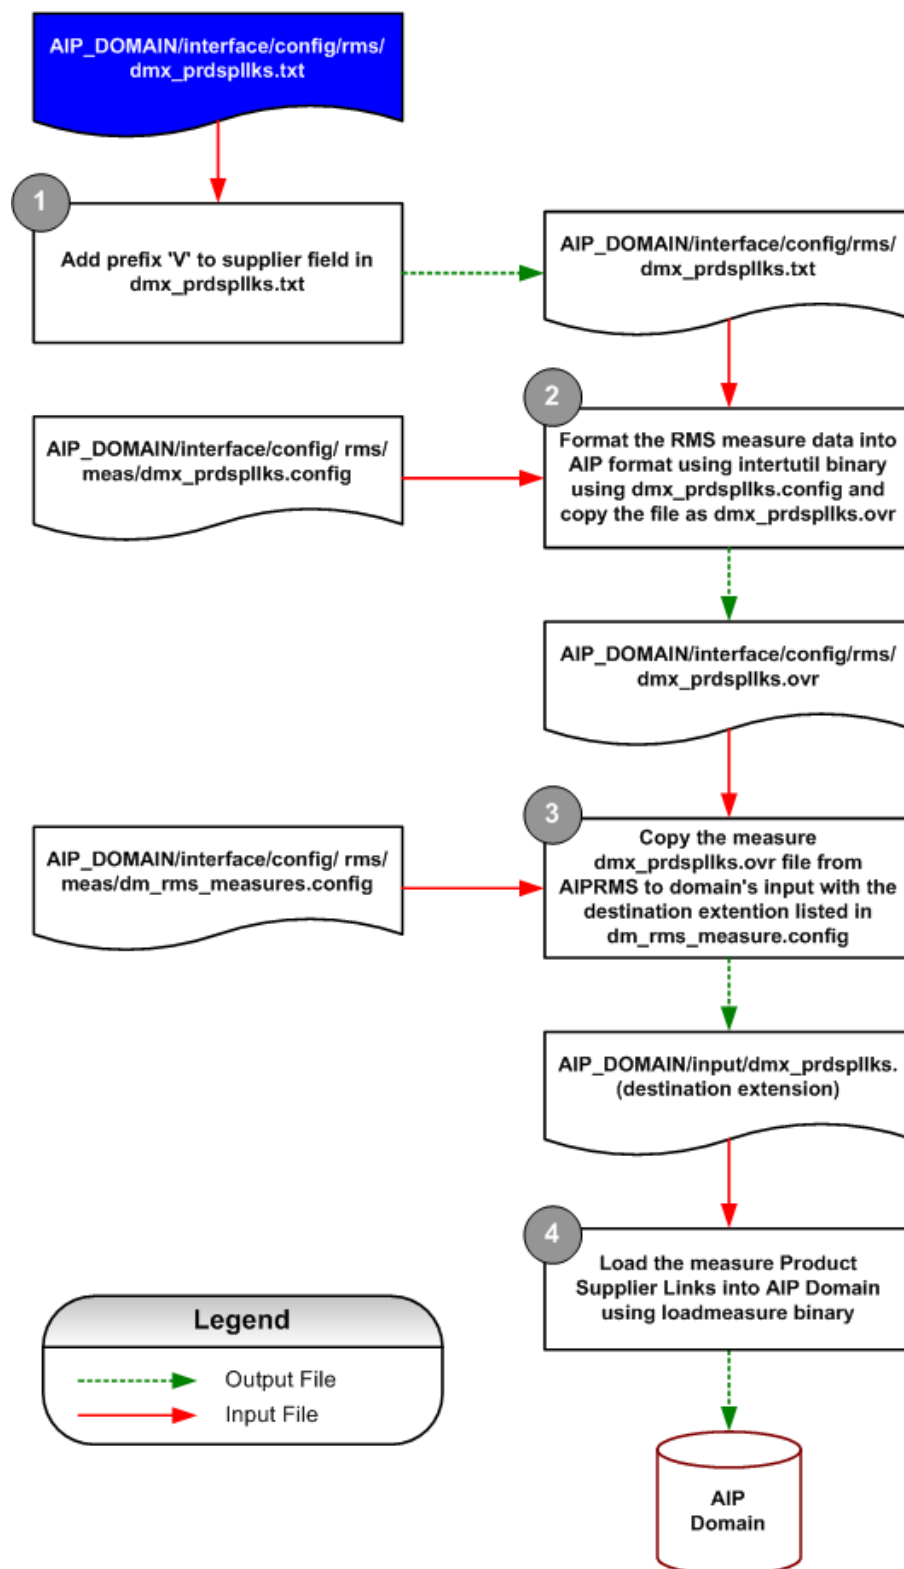 AIP_DOMAIN/interface/config/rms/
dmx_prdspllks.txt
1
Add prefix 'V' to supplier field in
dmx_prdspllks.txt
AIP_DOMAIN/interface/config/rms/
dmx_prdspllks.txt
2
AIP_DOMAIN/interface/config/ rms/
meas/dmx_prdspllks.config
Format the RMS measure data into
AIP format using intertutil binary
using dmx_prdspllks.config and
copy the file as dmx_prdspllks.ovr
AIP_DOMAIN/interface/config/rms/
dmx_prdspllks.ovr
3
AIP_DOMAIN/interface/config/ rms/
meas/dm_rms_measures.config
Copy the measure
dmx_prdspllks.ovr file from
AIPRMS to domain's input with the
destination extention listed in
dm_rms_measure.config
AIP_DOMAIN/input/dmx_prdspllks.
(destination extension)
4
Load the measure Product
Supplier Links into AIP Domain
using loadmeasure binary
Legend
Output File
Input File
AIP
Domain